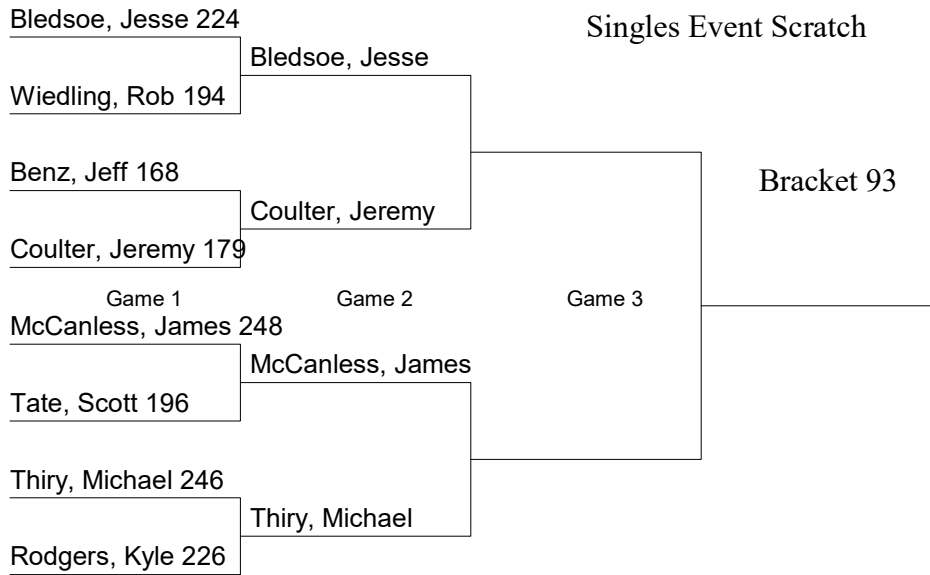 Bledsoe, Jesse 224
Singles Event Scratch
Bledsoe, Jesse
Wiedling, Rob 194
Benz, Jeff 168
Bracket 93
Coulter, Jeremy
Coulter, Jeremy 179
Game 1
Game 2
Game 3
McCanless, James 248
McCanless, James
Tate, Scott 196
Thiry, Michael 246
Thiry, Michael
Rodgers, Kyle 226